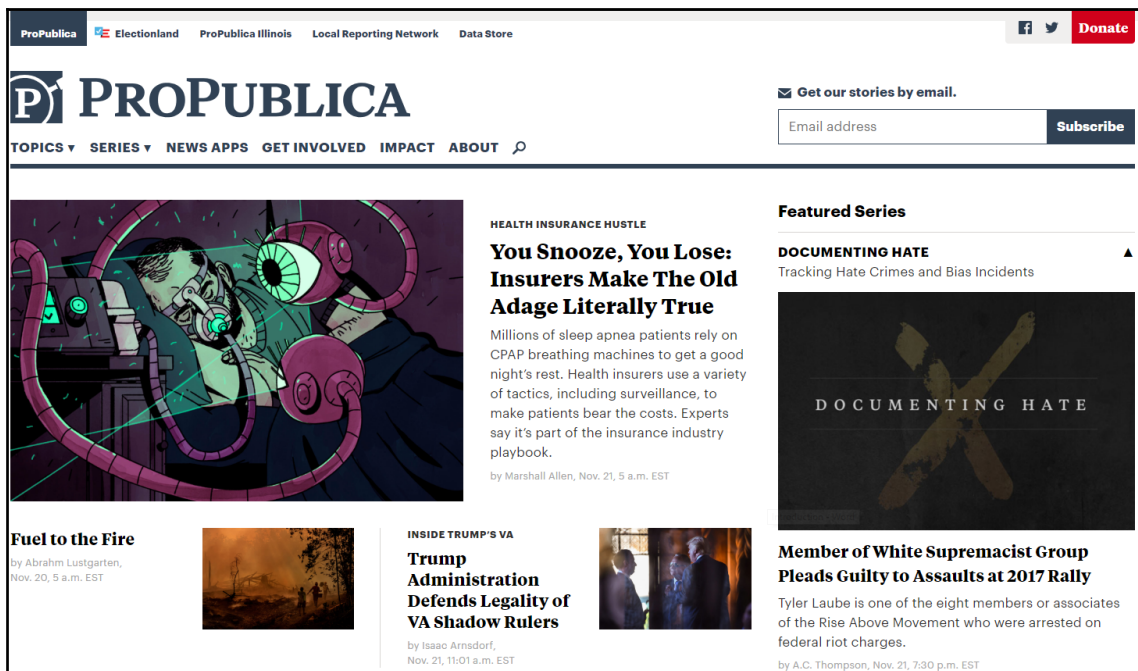 ProPublica
Electionland
ProPublica Illinois
Local Reporting Network
Data Store
Donate
P PROPUBLICA
Get our stories by email.
Email address
Subscribe
TOPICS ▾ SERIES ▾ NEWS APPS GET INVOLVED IMPACT ABOUT
HEALTH INSURANCE HUSTLE
You Snooze, You Lose:
Insurers Make The Old
Adage Literally True
Millions of sleep apnea patients rely on
CPAP breathing machines to get a good
night’s rest. Health insurers use a variety
of tactics, including surveillance, to
make patients bear the costs. Experts
say it’s part of the insurance industry
playbook.
by Marshall Allen, Nov. 21, 5 a.m. EST
Fuel to the Fire
by Abrahm Lustgarten,
Nov. 20, 5 a.m. EST
INSIDE TRUMP’S VA
Trump
Administration
Defends Legality of
VA Shadow Rulers
by Isaac Arnsdorf,
Nov. 21, 11:01 a.m. EST
Featured Series
DOCUMENTING HATE ▲
Tracking Hate Crimes and Bias Incidents
DOCUMENTING HATE
Member of White Supremacist Group
Pleads Guilty to Assaults at 2017 Rally
Tyler Laube is one of the eight members or associates
of the Rise Above Movement who were arrested on
federal riot charges.
by A.C. Thompson, Nov. 21, 7:30 p.m. EST